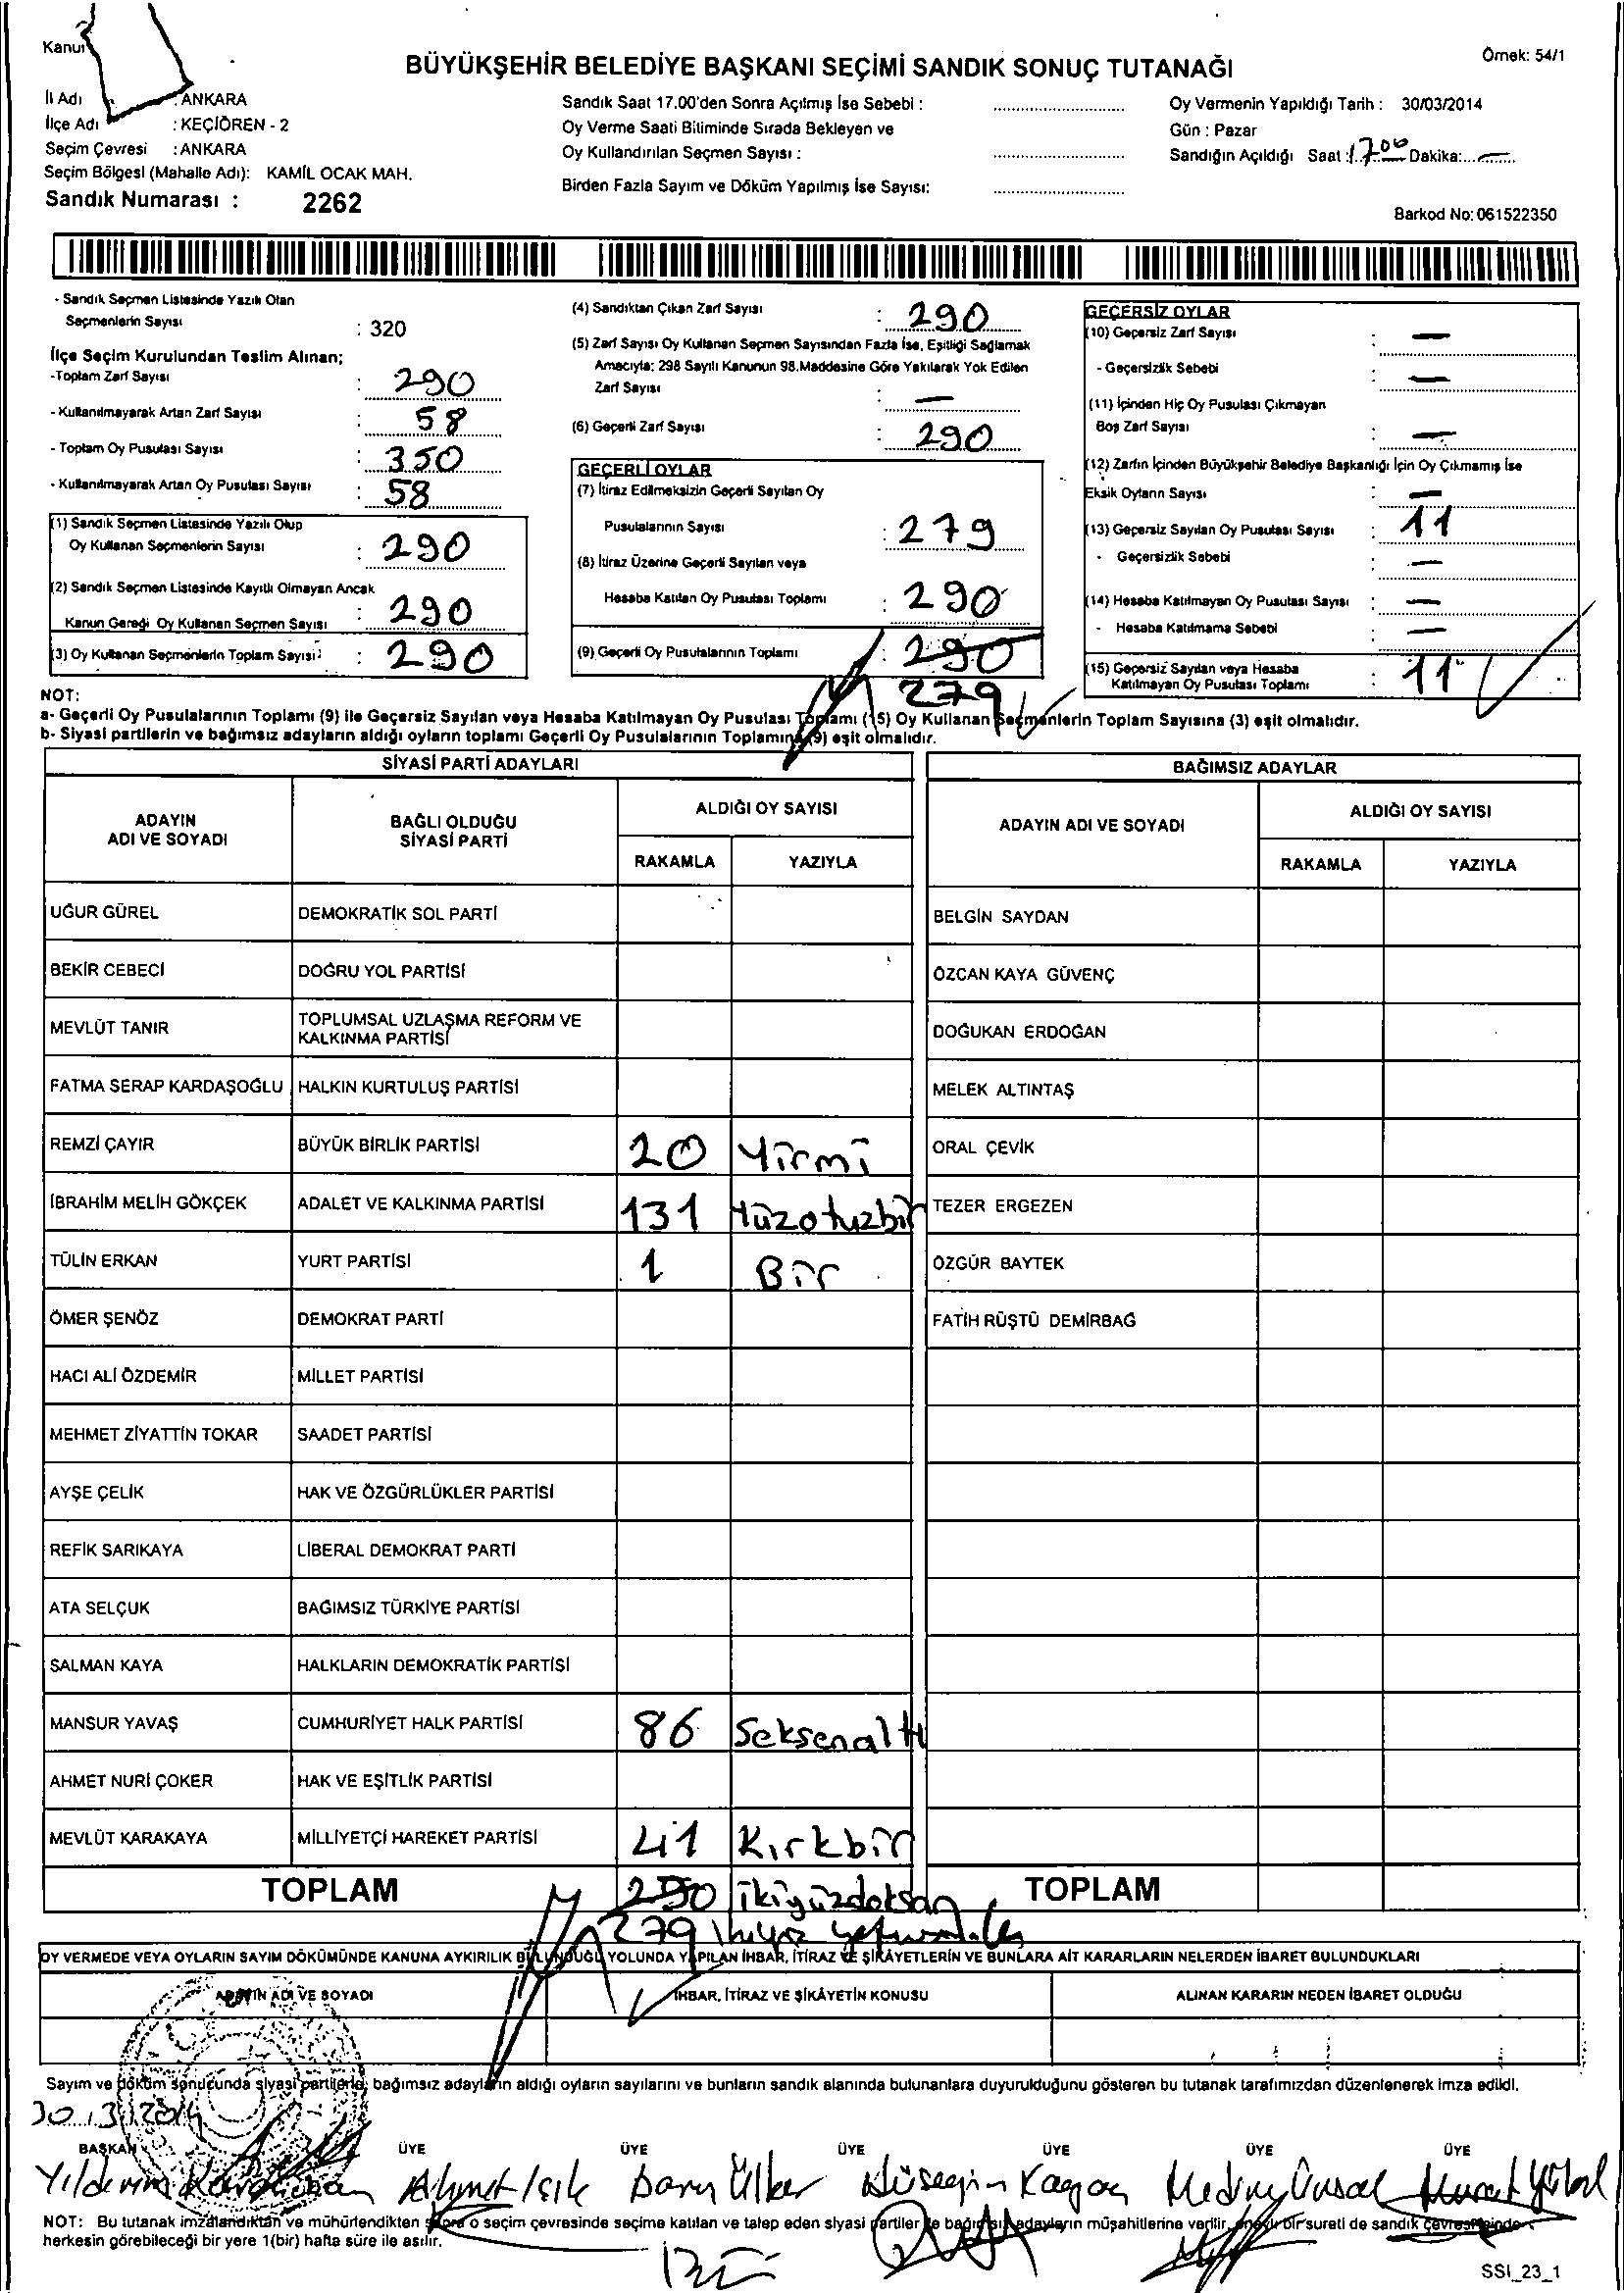 Kanu
Örnek: 54/1
BÜYÜKŞEHİR BELEDİYE BAŞKANI SEÇİMİ SANDIK SONUÇ TUTANAĞI
İl Adı : ANKARA
İlçe Adı : KEÇİÖREN - 2
Seçim Çevresi : ANKARA
Seçim Bölgesi (Mahalle Adı): KAMİL OCAK MAH.
Sandık Numarası : 2262
Sandık Saat 17.00'den Sonra Açılmış İse Sebebi :
Oy Verme Saati Bitiminde Sırada Bekleyen ve
Oy Kullandırılan Seçmen Sayısı :
Birden Fazla Sayım ve Döküm Yapılmış İse Sayısı:
Oy Vermenin Yapıldığı Tarih : 30/03/2014
Gün : Pazar
Sandığın Açıldığı Saat : 17 00 Dakika: —
Barkod No: 061522350
- Sandık Seçmen Listesinde Yazılı Olan
Seçmenlerin Sayısı : 320
İlçe Seçim Kurulundan Teslim Alınan;
-Toplam Zarf Sayısı : 290
- Kullanılmayarak Artan Zarf Sayısı : 58
- Toplam Oy Pusulası Sayısı : 350
- Kullanılmayarak Artan Oy Pusulası Sayısı : 58
(1) Sandık Seçmen Listesinde Yazılı Olup
Oy Kullanan Seçmenlerin Sayısı : 290
(2) Sandık Seçmen Listesinde Kayıtlı Olmayan Ancak
Kanun Gereği Oy Kullanan Seçmen Sayısı : 290
(3) Oy Kullanan Seçmenlerin Toplam Sayısı : 290
(4) Sandıktan Çıkan Zarf Sayısı : 290
(5) Zarf Sayısı Oy Kullanan Seçmen Sayısından Fazla İse, Eşitliği Sağlamak
Amacıyla; 298 Sayılı Kanunun 98.Maddesine Göre Yakılarak Yok Edilen
Zarf Sayısı : —
(6) Geçerli Zarf Sayısı : 290
GEÇERLİ OYLAR
(7) İtiraz Edilmeksizin Geçerli Sayılan Oy
Pusulalarının Sayısı : 279
(8) İtiraz Üzerine Geçerli Sayılan veya
Hesaba Katılan Oy Pusulası Toplamı : 290
(9) Geçerli Oy Pusulalarının Toplamı : 290
279
GEÇERSİZ OYLAR
(10) Geçersiz Zarf Sayısı : —
- Geçersizlik Sebebi : —
(11) İçinden Hiç Oy Pusulası Çıkmayan
Boş Zarf Sayısı : —
(12) Zarfın İçinden Büyükşehir Belediye Başkanlığı İçin Oy Çıkmamış İse
Eksik Oyların Sayısı : —
(13) Geçersiz Sayılan Oy Pusulası Sayısı : 11
- Geçersizlik Sebebi : —
(14) Hesaba Katılmayan Oy Pusulası Sayısı : —
- Hesaba Katılmama Sebebi : —
(15) Geçersiz Sayılan veya Hesaba
Katılmayan Oy Pusulası Toplamı : 11
NOT:
a- Geçerli Oy Pusulalarının Toplamı (9) ile Geçersiz Sayılan veya Hesaba Katılmayan Oy Pusulası Toplamı (15) Oy Kullanan Seçmenlerin Toplam Sayısına (3) eşit olmalıdır.
b- Siyasi partilerin ve bağımsız adayların aldığı oyların toplamı Geçerli Oy Pusulalarının Toplamına (9) eşit olmalıdır.
SİYASİ PARTİ ADAYLARI
ADAYIN ADI VE SOYADI
BAĞLI OLDUĞU SİYASİ PARTİ
ALDIĞI OY SAYISI
RAKAMLA YAZIYLA
UĞUR GÜREL DEMOKRATİK SOL PARTİ
BEKİR CEBECİ DOĞRU YOL PARTİSİ
MEVLÜT TANIR TOPLUMSAL UZLAŞMA REFORM VE
KALKINMA PARTİSİ
FATMA SERAP KARDAŞOĞLU HALKIN KURTULUŞ PARTİSİ
REMZİ ÇAYIR BÜYÜK BİRLİK PARTİSİ 20 Yirmi
İBRAHİM MELİH GÖKÇEK ADALET VE KALKINMA PARTİSİ 131 Yüzotuzbir
TÜLİN ERKAN YURT PARTİSİ 1 Bir
ÖMER ŞENÖZ DEMOKRAT PARTİ
HACI ALİ ÖZDEMİR MİLLET PARTİSİ
MEHMET ZİYATTİN TOKAR SAADET PARTİSİ
AYŞE ÇELİK HAK VE ÖZGÜRLÜKLER PARTİSİ
REFİK SARIKAYA LİBERAL DEMOKRAT PARTİ
ATA SELÇUK BAĞIMSIZ TÜRKİYE PARTİSİ
SALMAN KAYA HALKLARIN DEMOKRATİK PARTİSİ
MANSUR YAVAŞ CUMHURİYET HALK PARTİSİ 86 Seksenaltı
AHMET NURİ ÇOKER HAK VE EŞİTLİK PARTİSİ
MEVLÜT KARAKAYA MİLLİYETÇİ HAREKET PARTİSİ 41 Kırkbir
TOPLAM 290 ikiyüzdoksan
279
BAĞIMSIZ ADAYLAR
ADAYIN ADI VE SOYADI
ALDIĞI OY SAYISI
RAKAMLA YAZIYLA
BELGİN SAYDAN
ÖZCAN KAYA GÜVENÇ
DOĞUKAN ERDOĞAN
MELEK ALTINTAŞ
ORAL ÇEVİK
TEZER ERGEZEN
ÖZGÜR BAYTEK
FATİH RÜŞTÜ DEMİRBAĞ
TOPLAM
OY VERMEDE VEYA OYLARIN SAYIM DÖKÜMÜNDE KANUNA AYKIRILIK BULUNDUĞU YOLUNDA YAPILAN İHBAR, İTİRAZ VE ŞİKÂYETLERİN VE BUNLARA AİT KARARLARIN NELERDEN İBARET BULUNDUKLARI
ADAYIN ADI VE SOYADI
İHBAR, İTİRAZ VE ŞİKÂYETİN KONUSU
ALINAN KARARIN NEDEN İBARET OLDUĞU
Sayım ve döküm sonucunda siyasi partilerle, bağımsız adayların aldığı oyların sayılarını ve bunların sandık alanında bulunanlara duyurulduğunu gösteren bu tutanak tarafımızdan düzenlenerek imza edildi.
30.3.2014
BAŞKAN ÜYE ÜYE ÜYE ÜYE ÜYE ÜYE
Yıldırım Ahmet Işık Ülker Hüseyin Murat
NOT: Bu tutanak imzalandıktan ve mühürlendikten sonra o seçim çevresinde seçime katılan ve talep eden siyasi partiler ile bağımsız adayların müşahitlerine verilir, bir sureti de sandık çevresinde
herkesin görebileceği bir yere 1(bir) hafta süre ile asılır.
SSI_23_1